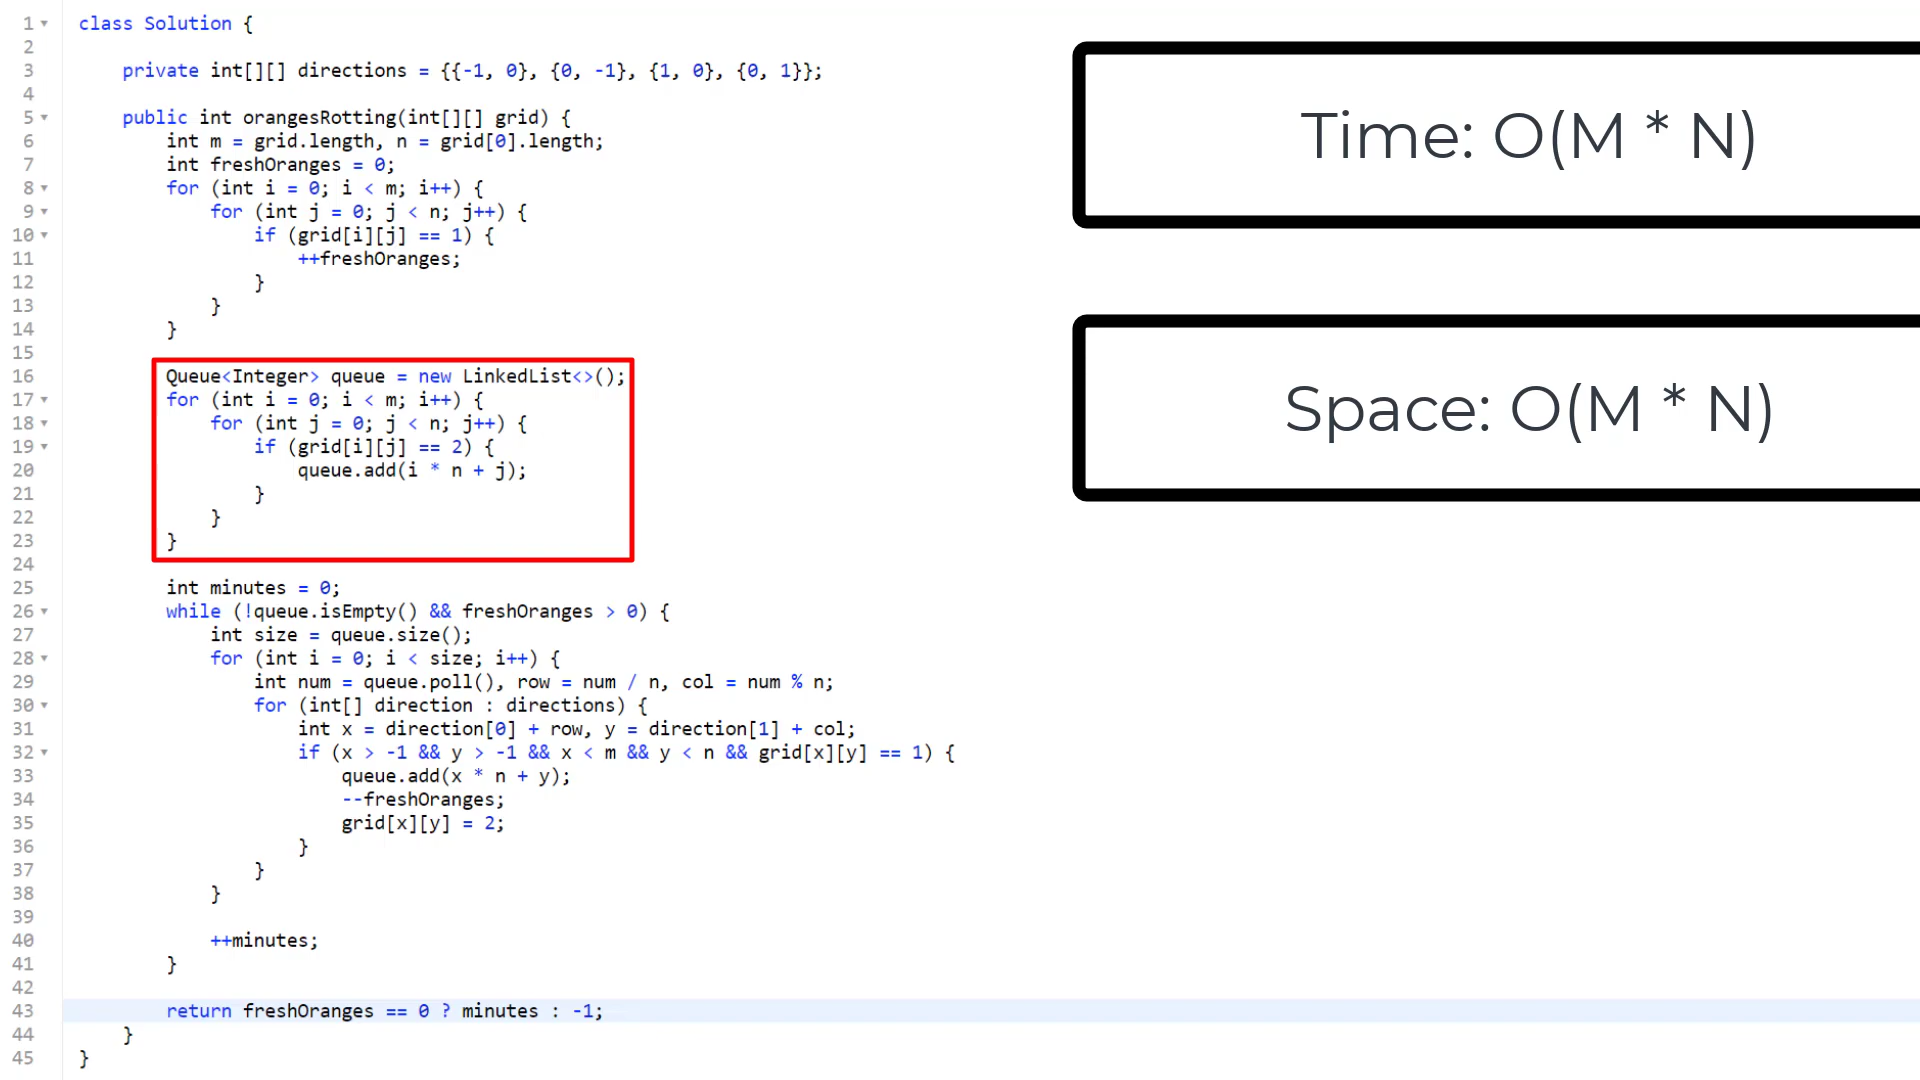 1 class Solution {
2
3 private int[][] directions = {{-1, 0}, {0, -1}, {1, 0}, {0, 1}};
4
5 public int orangesRotting(int[][] grid) {
6 int m = grid.length, n = grid[0].length;
7 int freshOranges = 0;
8 for (int i = 0; i < m; i++) {
9 for (int j = 0; j < n; j++) {
10 if (grid[i][j] == 1) {
11 ++freshOranges;
12 }
13 }
14 }
15
16 Queue<Integer> queue = new LinkedList<>();
17 for (int i = 0; i < m; i++) {
18 for (int j = 0; j < n; j++) {
19 if (grid[i][j] == 2) {
20 queue.add(i * n + j);
21 }
22 }
23 }
24
25 int minutes = 0;
26 while (!queue.isEmpty() && freshOranges > 0) {
27 int size = queue.size();
28 for (int i = 0; i < size; i++) {
29 int num = queue.poll(), row = num / n, col = num % n;
30 for (int[] direction : directions) {
31 int x = direction[0] + row, y = direction[1] + col;
32 if (x > -1 && y > -1 && x < m && y < n && grid[x][y] == 1) {
33 queue.add(x * n + y);
34 --freshOranges;
35 grid[x][y] = 2;
36 }
37 }
38 }
39
40 ++minutes;
41 }
42
43 return freshOranges == 0 ? minutes : -1;
44 }
45 }
Time: O(M * N)
Space: O(M * N)